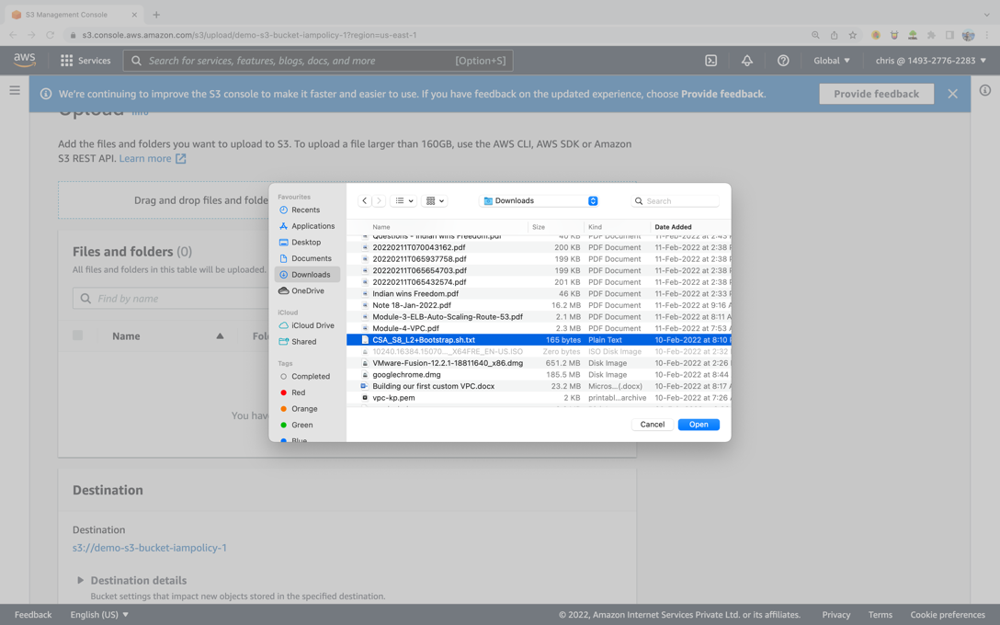 S3 Management Console
s3.console.aws.amazon.com/s3/upload/demo-s3-bucket-iampolicy-1?region=us-east-1
aws
Services
Search for services, features, blogs, docs, and more
[Option+S]
Global
chris @ 1493-2776-2283
We're continuing to improve the S3 console to make it faster and easier to use. If you have feedback on the updated experience, choose Provide feedback.
Provide feedback
Upload
Info
Add the files and folders you want to upload to S3. To upload a file larger than 160GB, use the AWS CLI, AWS SDK or Amazon
S3 REST API. Learn more
Drag and drop files and folde
Files and folders (0)
All files and folders in this table will be uploaded.
Find by name
Name
Fol
You hav
Favourites
Recents
Applications
Desktop
Documents
Downloads
OneDrive
iCloud
iCloud Drive
Shared
Tags
Completed
Red
Orange
Green
Blue
Downloads
Search
Name Size Kind Date Added
Questions - Indian wins Freedom.pdf 40 KB PDF Document 11-Feb-2022 at 2:43
20220211T070043162.pdf 200 KB PDF Document 11-Feb-2022 at 2:38
20220211T065937758.pdf 199 KB PDF Document 11-Feb-2022 at 2:38
20220211T065654703.pdf 199 KB PDF Document 11-Feb-2022 at 2:38
20220211T065432574.pdf 201 KB PDF Document 11-Feb-2022 at 2:38
Indian wins Freedom.pdf 46 KB PDF Document 11-Feb-2022 at 2:33
Note 18-Jan-2022.pdf 16.2 MB PDF Document 11-Feb-2022 at 9:16
Module-3-ELB-Auto-Scaling-Route-53.pdf 2.1 MB PDF Document 11-Feb-2022 at 8:11
Module-4-VPC.pdf 2.3 MB PDF Document 11-Feb-2022 at 7:53
CSA_S8_L2+Bootstrap.sh.txt 165 bytes Plain Text 10-Feb-2022 at 8:10
10240.16384.15070..._X64FRE_EN-US.ISO Zero bytes ISO Disk Image 10-Feb-2022 at 2:32
VMware-Fusion-12.2.1-18811640_x86.dmg 651.2 MB Disk Image 10-Feb-2022 at 2:26
googlechrome.dmg 185.5 MB Disk Image 10-Feb-2022 at 8:44
Building our first custom VPC.docx 23.2 MB Micros...(.docx) 10-Feb-2022 at 8:17
vpc-kp.pem 2 KB printabl...archive 10-Feb-2022 at 7:26
Cancel
Open
Destination
Destination
s3://demo-s3-bucket-iampolicy-1
Destination details
Bucket settings that impact new objects stored in the specified destination.
Feedback
English (US)
© 2022, Amazon Internet Services Private Ltd. or its affiliates.
Privacy
Terms
Cookie preferences